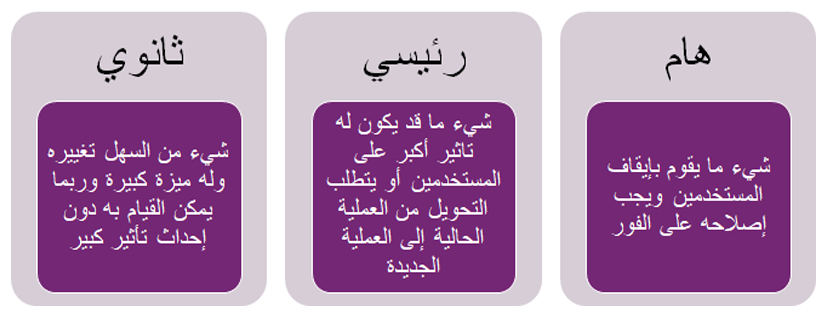 هام
شيء ما يقوم بإيقاف
المستخدمين ويجب
إصلاحه على الفور
رئيسي
شيء ما قد يكون له
تاثير أكبر على
المستخدمين أو يتطلب
التحويل من العملية
الحالية إلى العملية
الجديدة
ثانوي
شيء من السهل تغييره
وله ميزة كبيرة وربما
يمكن القيام به دون
إحداث تأثير كبير